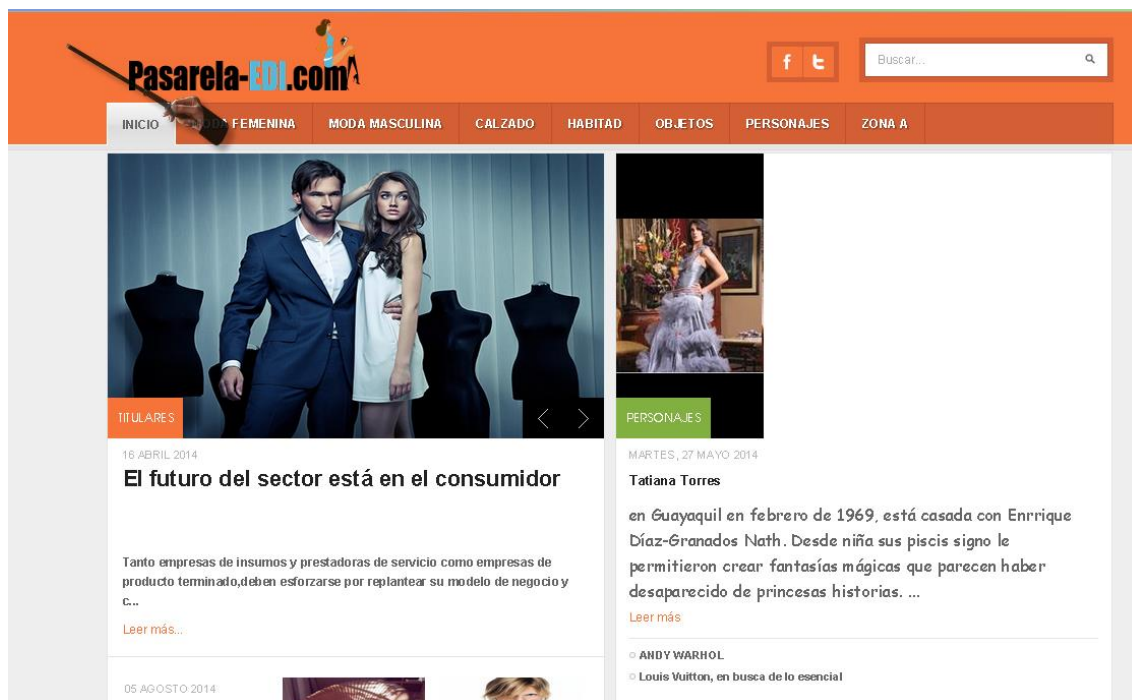 Pasarela-EDI.com
Buscar...
INICIO
FEMENINA
MODA MASCULINA
CALZADO
HABITAD
OBJETOS
PERSONAJES
ZONA A
TITULARES
16 ABRIL 2014
El futuro del sector está en el consumidor
Tanto empresas de insumos y prestadoras de servicio como empresas de
producto terminado,deben esforzarse por replantear su modelo de negocio y
c...
Leer más...
05 AGOSTO 2014
PERSONAJES
MARTES, 27 MAYO 2014
Tatiana Torres
en Guayaquil en febrero de 1969, está casada con Enrrique
Díaz-Granados Nath. Desde niña sus piscis signo le
permitieron crear fantasías mágicas que parecen haber
desaparecido de princesas historias. ...
Leer más
ANDY WARHOL
Louis Vuitton, en busca de lo esencial